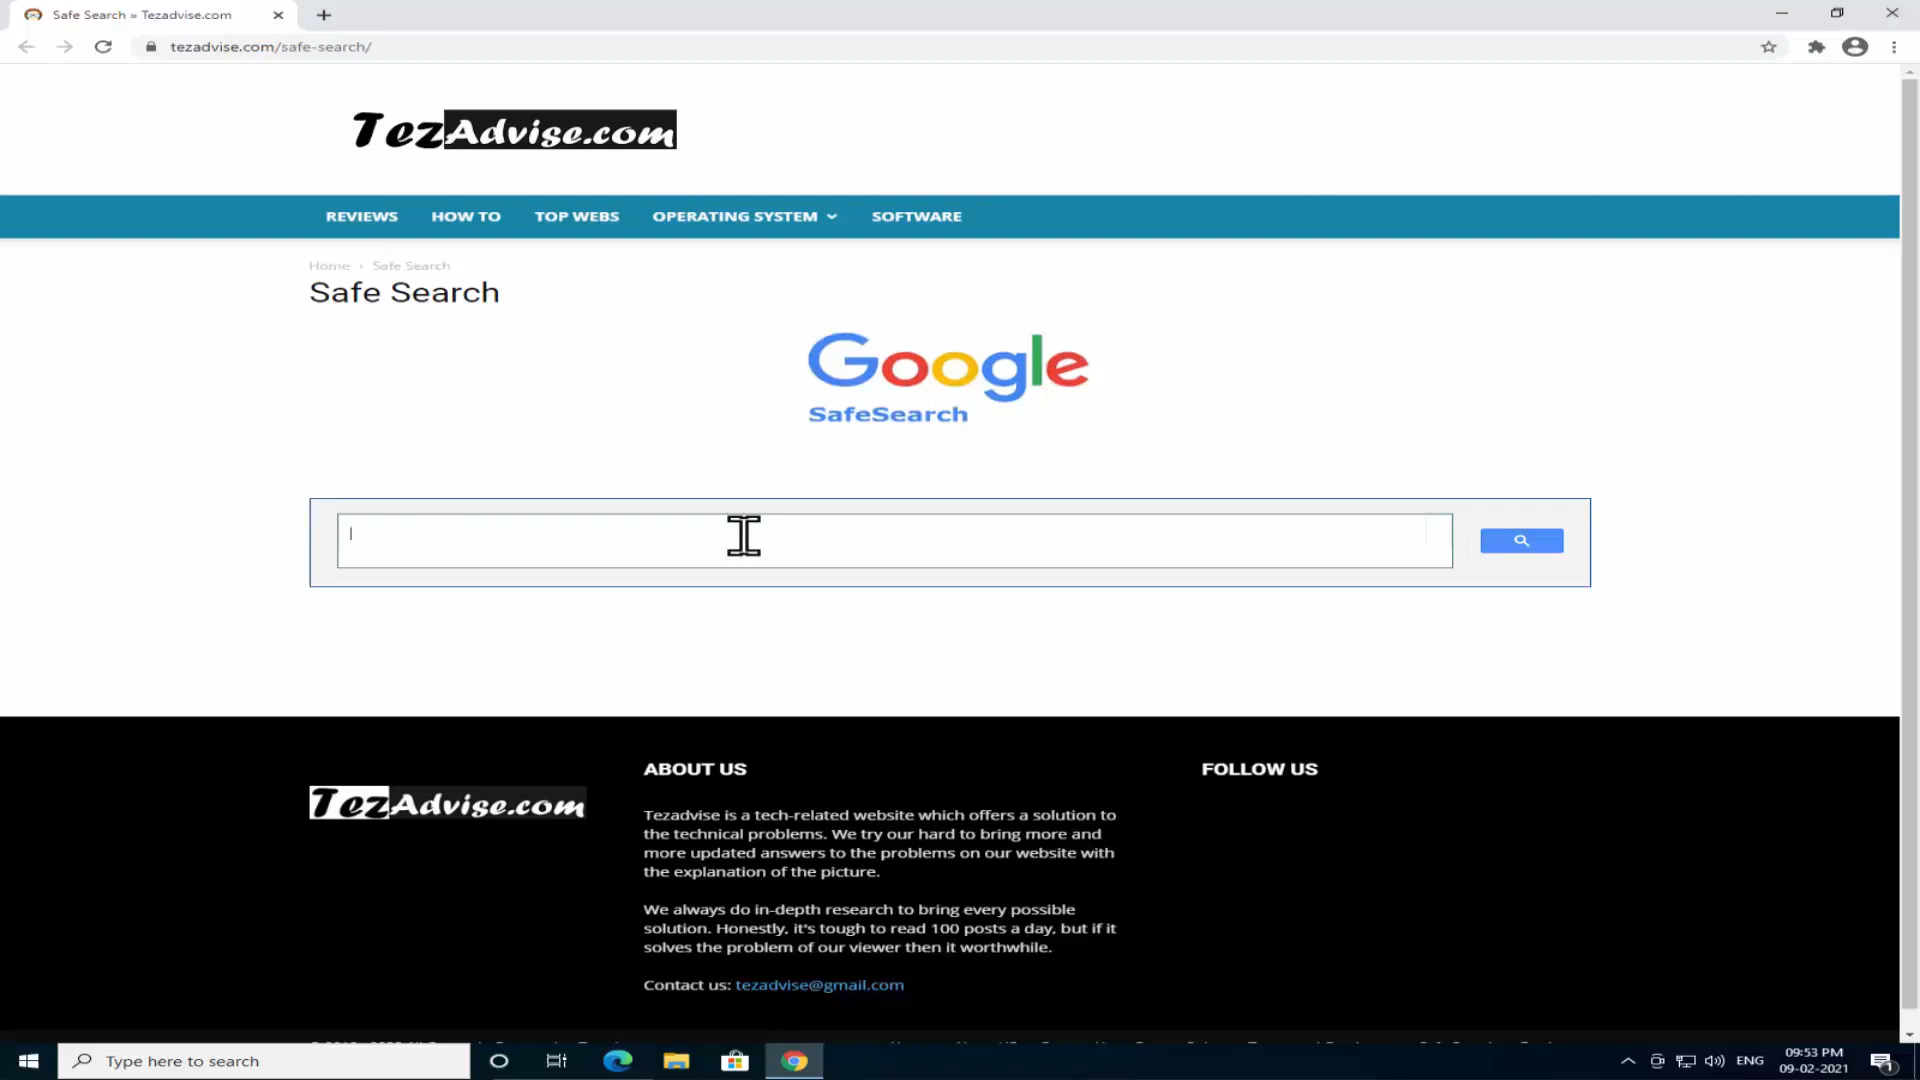 Safe Search » Tezadvise.com
tezadvise.com/safe-search/
TezAdvise.com
REVIEWS HOW TO TOP WEBS OPERATING SYSTEM SOFTWARE
Home › Safe Search
Safe Search
Google
SafeSearch
TezAdvise.com
ABOUT US
Tezadvise is a tech-related website which offers a solution to
the technical problems. We try our hard to bring more and
more updated answers to the problems on our website with
the explanation of the picture.
We always do in-depth research to bring every possible
solution. Honestly, it's tough to read 100 posts a day, but if it
solves the problem of our viewer then it worthwhile.
Contact us: tezadvise@gmail.com
FOLLOW US
Type here to search
ENG
09:53 PM
09-02-2021
1